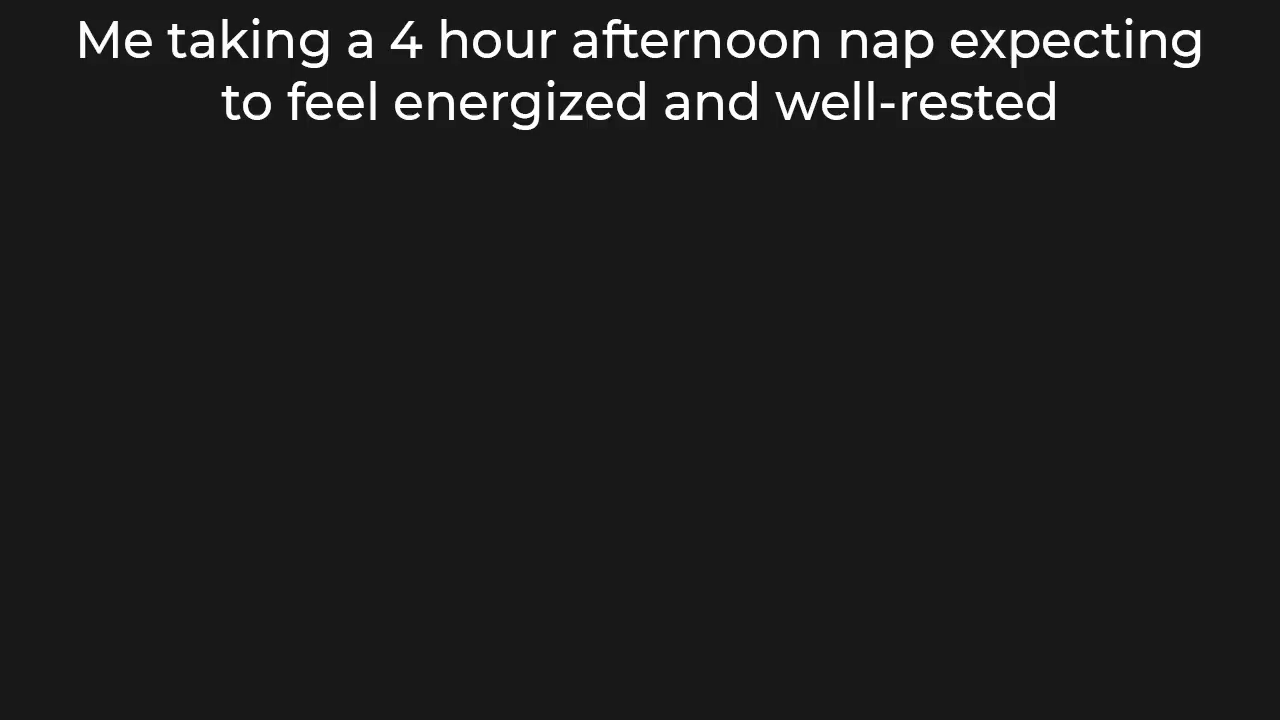 Me taking a 4 hour afternoon nap expecting
to feel energized and well-rested